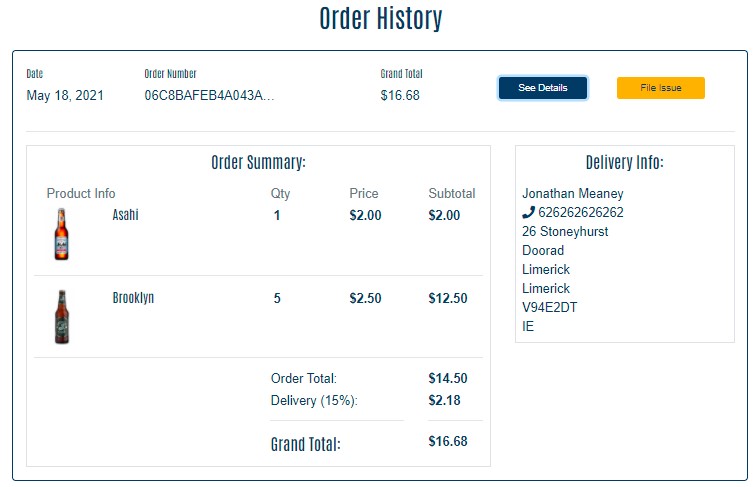 Order History
Date Order Number Grand Total
May 18, 2021 06C8BAFEB4A043A... $16.68 See Details File Issue
Order Summary:
Product Info Qty Price Subtotal
Asahi 1 $2.00 $2.00
Brooklyn 5 $2.50 $12.50
Order Total: $14.50
Delivery (15%): $2.18
Grand Total: $16.68
Delivery Info:
Jonathan Meaney
626262626262
26 Stoneyhurst
Doorad
Limerick
Limerick
V94E2DT
IE